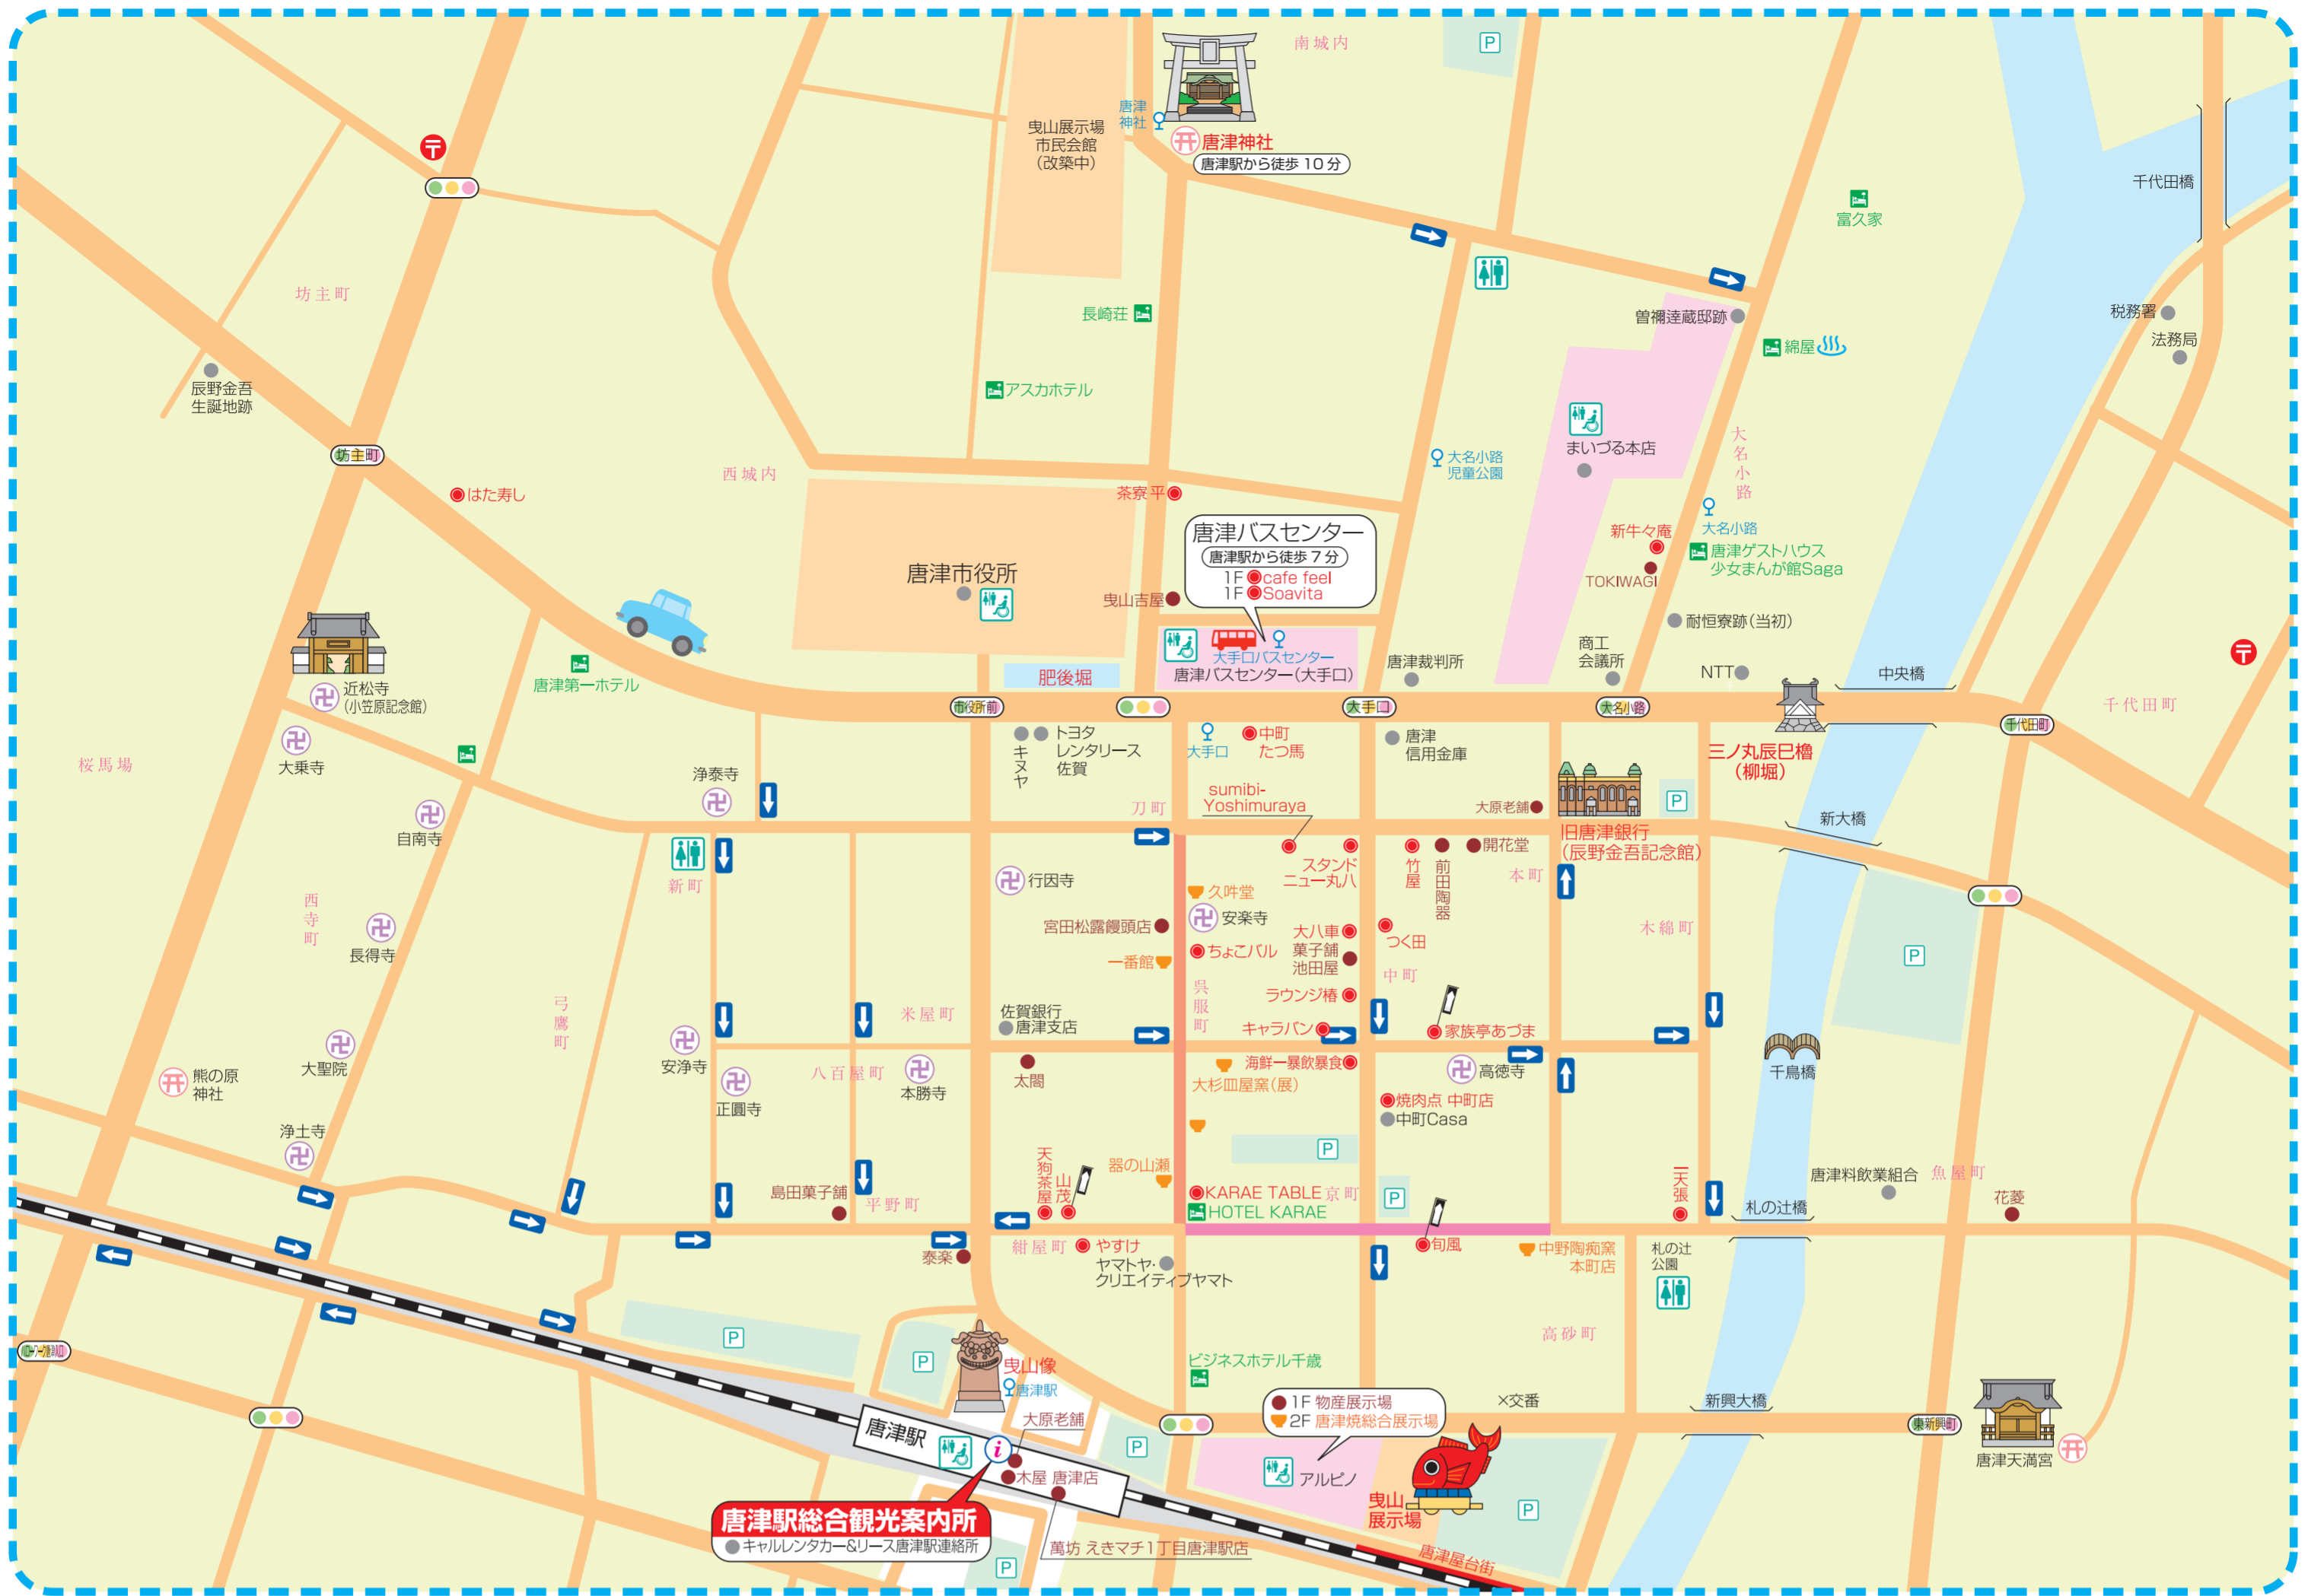 南城内
P
唐津
神社
曳山展示場
市民会館
(改築中)
唐津神社
唐津駅から徒歩 10 分
千代田橋
富久家
坊主町
長崎荘
曽禰達蔵邸跡
税務署
綿屋
法務局
辰野金吾
生誕地跡
アスカホテル
坊主町
まいづる本店
大名小路
西城内
大名小路
児童公園
はた寿し
茶寮 平
唐津バスセンター
唐津駅から徒歩 7 分
1F cafe feel
1F Soavita
大名小路
新牛々庵
唐津ゲストハウス
少女まんが館Saga
TOKIWAGI
唐津市役所
曳山吉屋
耐恒寮跡(当初)
大手口バスセンター
唐津バスセンター(大手口)
唐津裁判所
商工
会議所
NTT
中央橋
肥後堀
近松寺
(小笠原記念館)
唐津第一ホテル
市役所前
大手口
大名小路
千代田町
千代田町
大乗寺
桜馬場
キヌヤ
トヨタ
レンタリース
佐賀
大手口
中町
たつ馬
唐津
信用金庫
三ノ丸辰巳櫓
(柳堀)
浄泰寺
刀町
sumibi-
Yoshimuraya
大原老舗
P
新大橋
自南寺
旧唐津銀行
(辰野金吾記念館)
スタンド
ニュー丸八
竹屋
前田陶器
開花堂
新町
行因寺
久吽堂
本町
西寺町
安楽寺
宮田松露饅頭店
大八車
つく田
木綿町
長得寺
ちょこバル
菓子舗
池田屋
一番館
中町
P
弓鷹町
呉服町
ラウンジ椿
米屋町
佐賀銀行
唐津支店
キャラバン
家族亭あづま
大聖院
安浄寺
八百屋町
本勝寺
太閤
海鮮一暴飲暴食
大杉皿屋窯(展)
高徳寺
千鳥橋
熊の原
神社
正圓寺
焼肉点 中町店
中町Casa
浄土寺
P
天狗茶屋
山茂
器の山瀬
島田菓子舗
平野町
KARAE TABLE
京町
P
HOTEL KARAE
一天張
唐津料飲業組合
魚屋町
花菱
札の辻橋
紺屋町
やすけ
泰楽
ヤマトヤ・
クリエイティブヤマト
旬風
中野陶痴窯
本町店
札の辻
公園
高砂町
P
P
曳山像
唐津駅
ビジネスホテル千歳
1F 物産展示場
2F 唐津焼総合展示場
×交番
新興大橋
東新興町
大原老舗
唐津駅
P
i
木屋 唐津店
アルピノ
唐津天満宮
曳山
展示場
P
唐津駅総合観光案内所
キャルレンタカー&リース唐津駅連絡所
萬坊 えきマチ1丁目唐津駅店
P
唐津屋台街